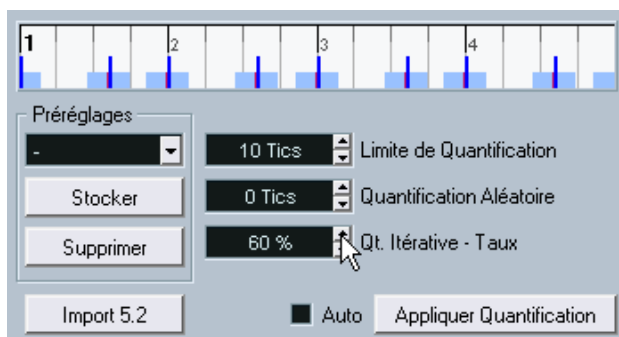 1 2 3 4
Préréglages
-
10 Tics Limite de Quantification
Stocker
0 Tics Quantification Aléatoire
Supprimer
60 % Qt. Itérative - Taux
Import 5.2
Auto
Appliquer Quantification